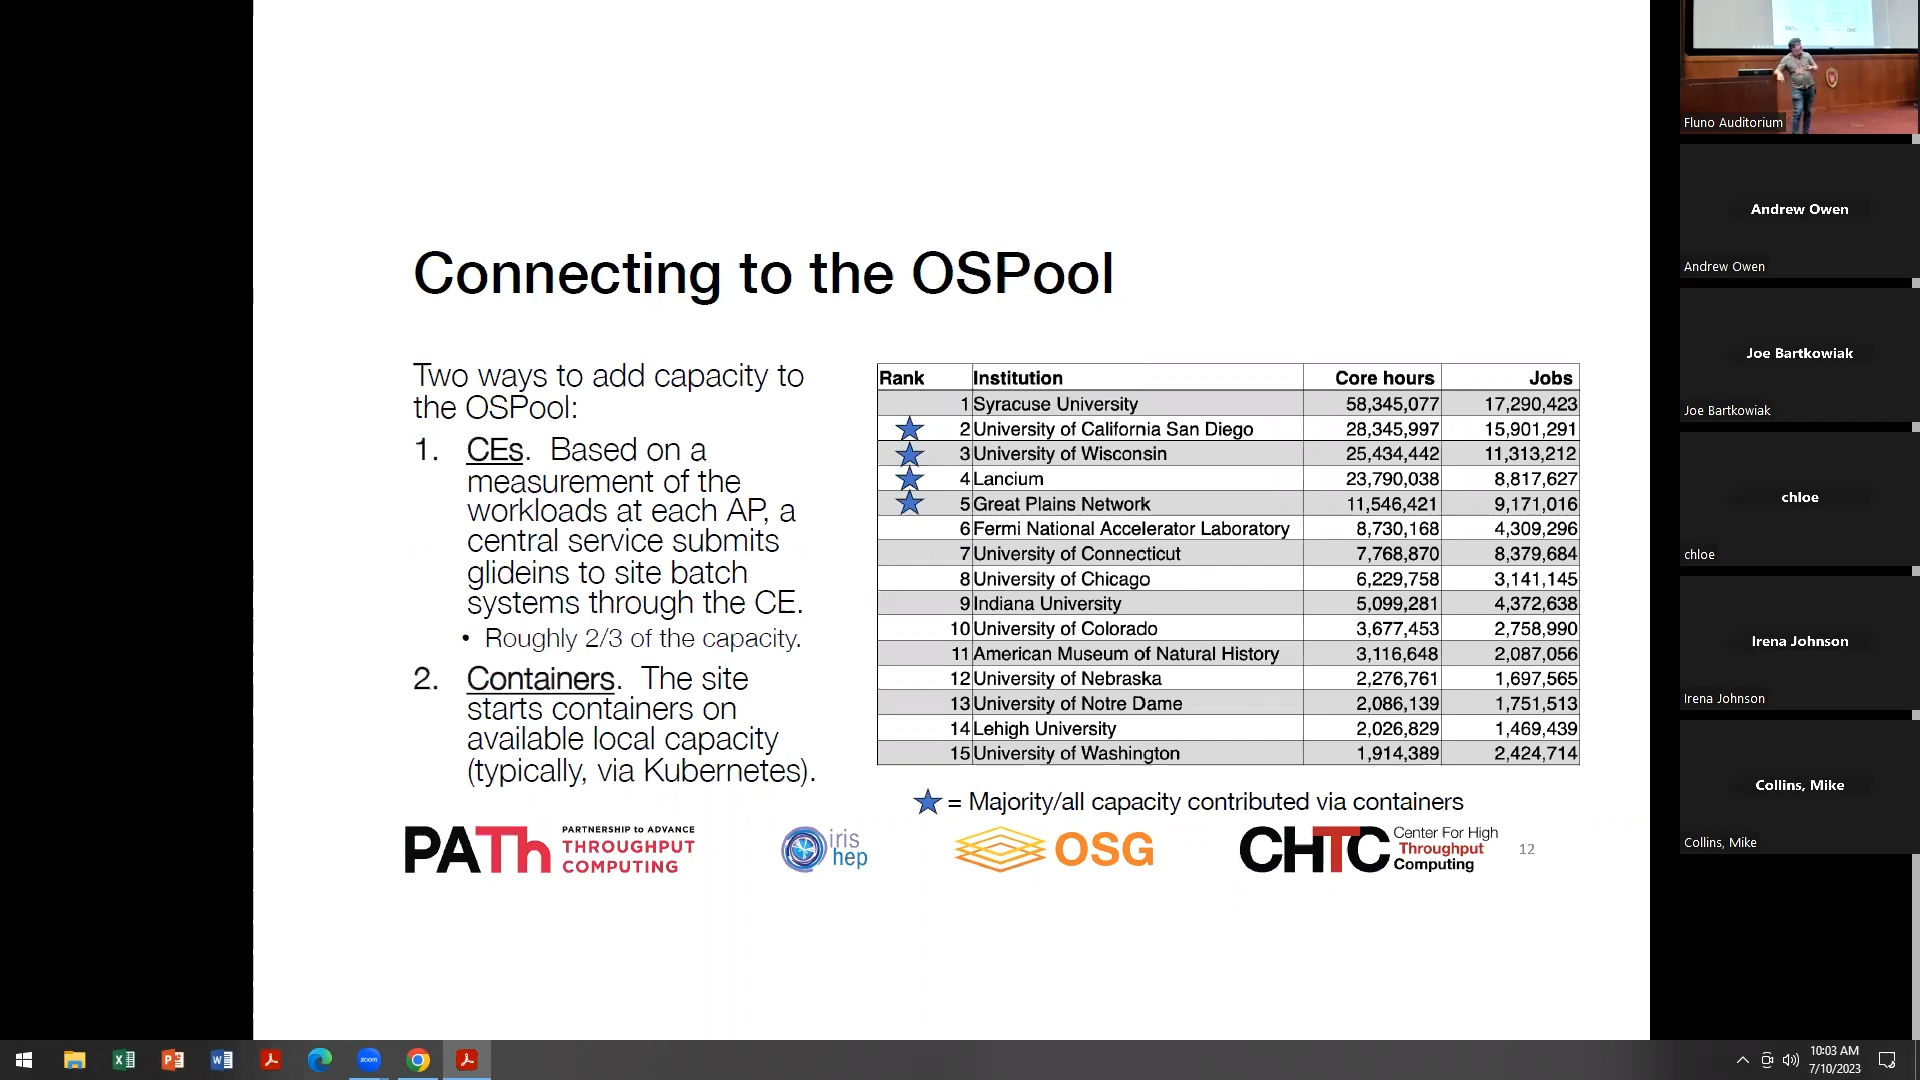 Connecting to the OSPool
Two ways to add capacity to
the OSPool:
1. CEs. Based on a
measurement of the
workloads at each AP, a
central service submits
glideins to site batch
systems through the CE.
• Roughly 2/3 of the capacity.
2. Containers. The site
starts containers on
available local capacity
(typically, via Kubernetes).
Rank Institution Core hours Jobs
1 Syracuse University 58,345,077 17,290,423
2 University of California San Diego 28,345,997 15,901,291
3 University of Wisconsin 25,434,442 11,313,212
4 Lancium 23,790,038 8,817,627
5 Great Plains Network 11,546,421 9,171,016
6 Fermi National Accelerator Laboratory 8,730,168 4,309,296
7 University of Connecticut 7,768,870 8,379,684
8 University of Chicago 6,229,758 3,141,145
9 Indiana University 5,099,281 4,372,638
10 University of Colorado 3,677,453 2,758,990
11 American Museum of Natural History 3,116,648 2,087,056
12 University of Nebraska 2,276,761 1,697,565
13 University of Notre Dame 2,086,139 1,751,513
14 Lehigh University 2,026,829 1,469,439
15 University of Washington 1,914,389 2,424,714
= Majority/all capacity contributed via containers
PATh
PARTNERSHIP to ADVANCE
THROUGHPUT
COMPUTING
iris
hep
OSG
CHTC
Center For High
Throughput
Computing
12
Fluno Auditorium
Andrew Owen
Andrew Owen
Joe Bartkowiak
Joe Bartkowiak
chloe
chloe
Irena Johnson
Irena Johnson
Collins, Mike
Collins, Mike
zoom
10:03 AM
7/10/2023